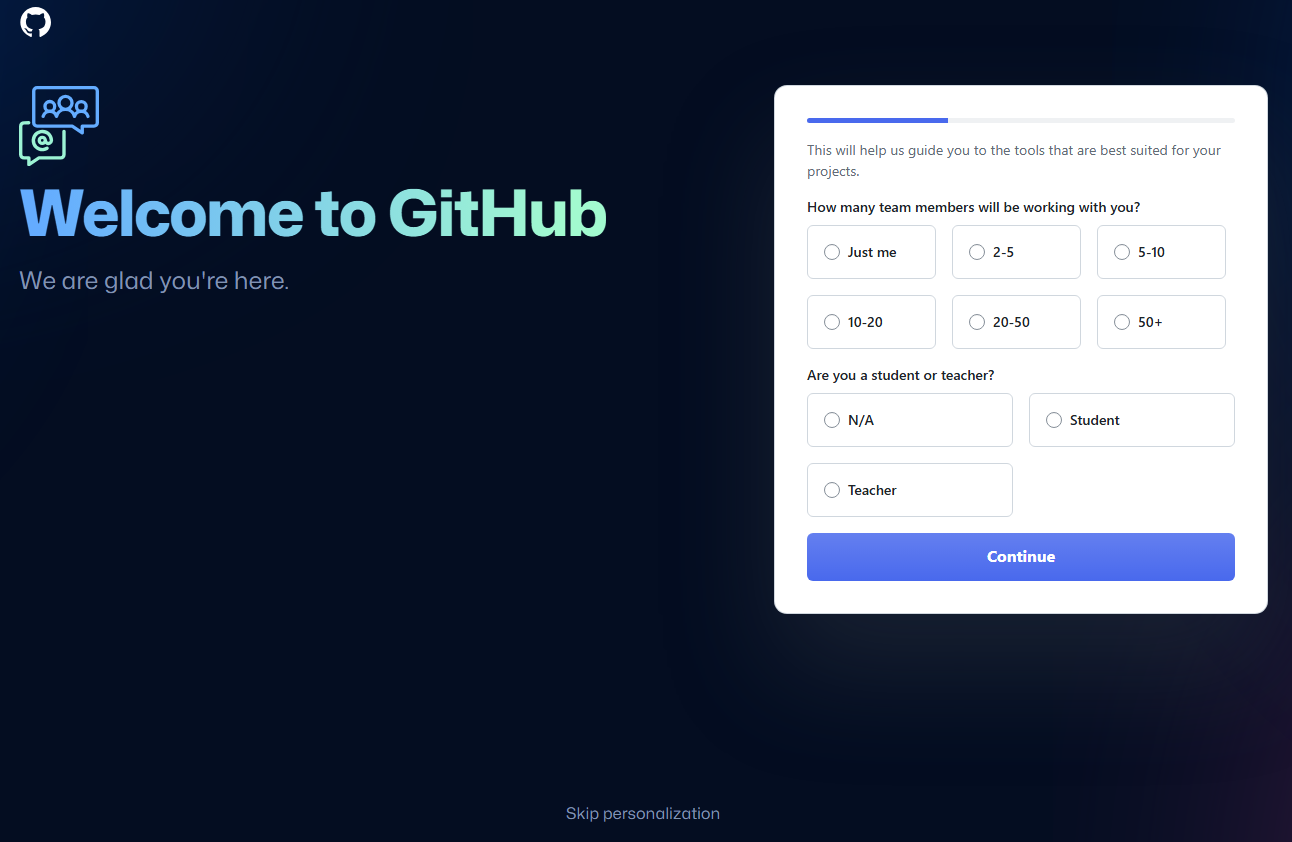 @
Welcome to GitHub
We are glad you're here.
This will help us guide you to the tools that are best suited for your
projects.
How many team members will be working with you?
Just me
2-5
5-10
10-20
20-50
50+
Are you a student or teacher?
N/A
Student
Teacher
Continue
Skip personalization